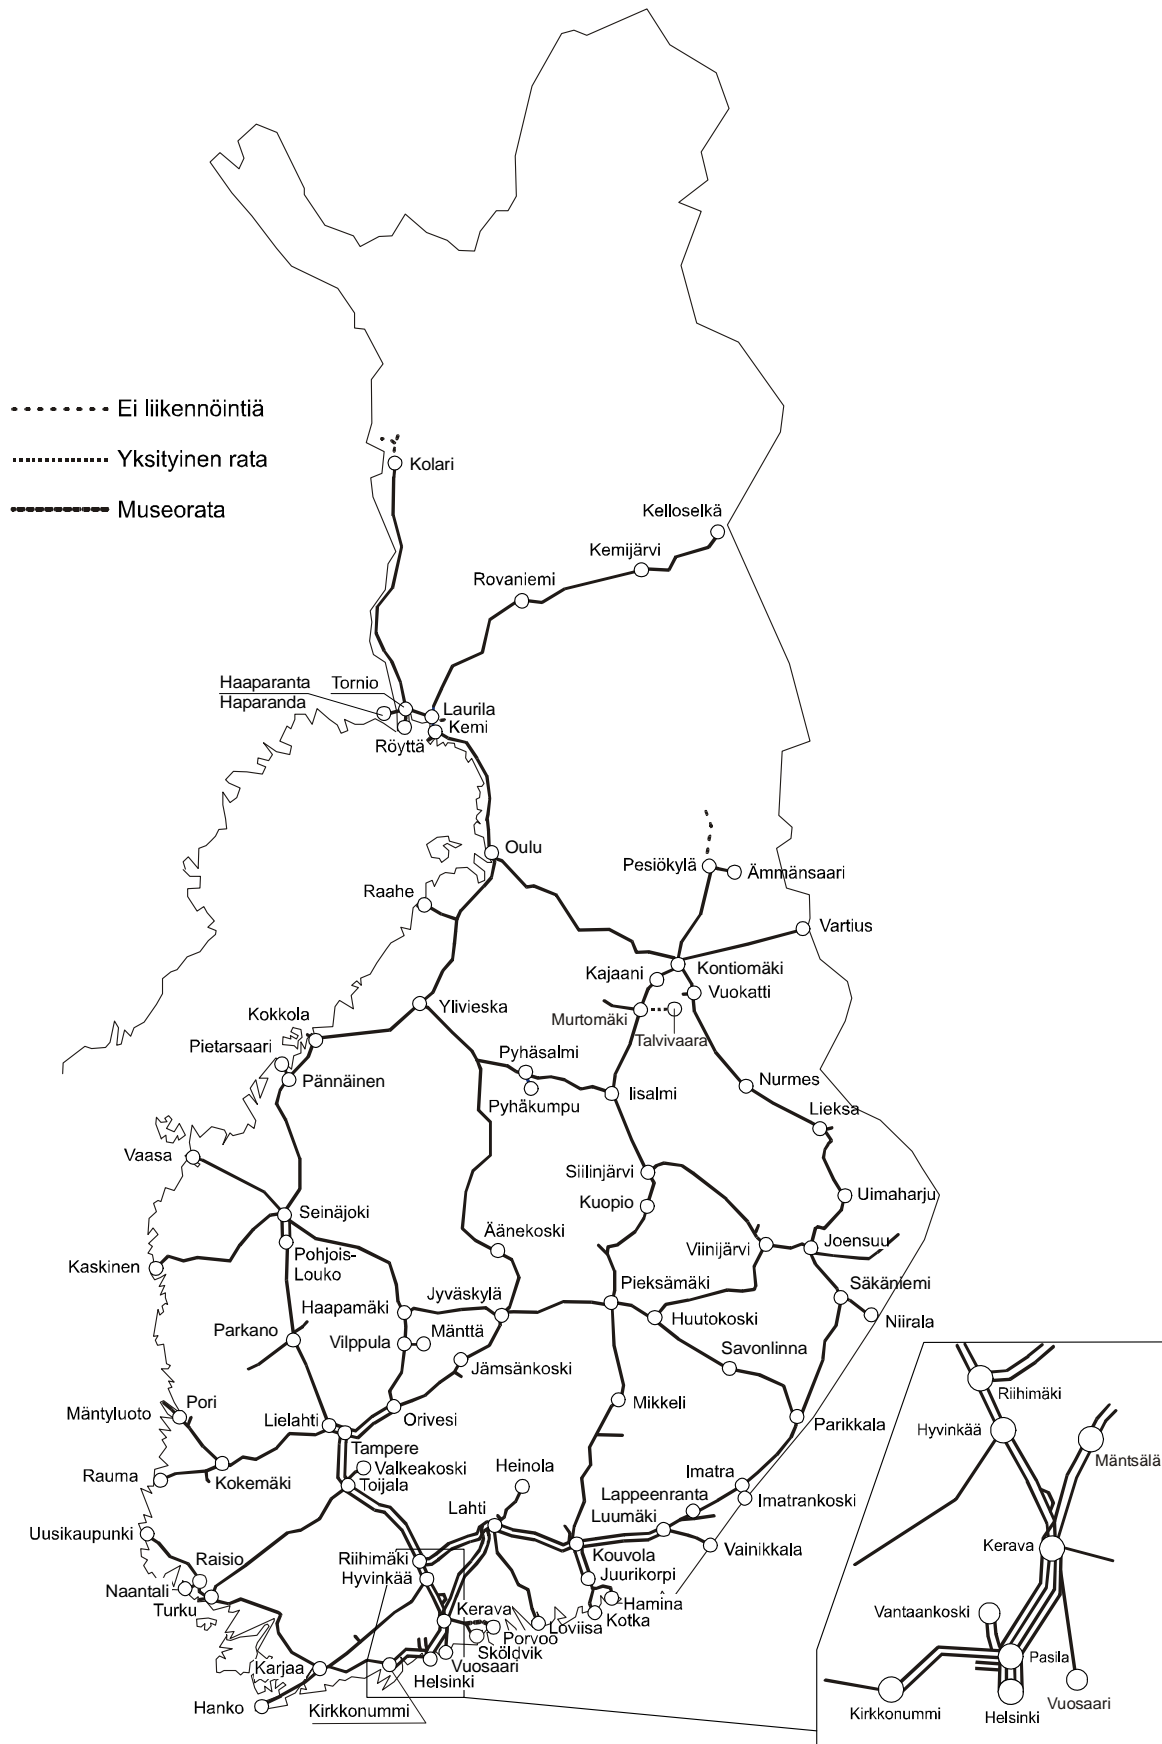 Ei liikennöintiä
Yksityinen rata
Museorata
Kolari
Kelloselkä
Kemijärvi
Rovaniemi
Haaparanta
Haparanda
Tornio
Laurila
Kemi
Röyttä
Oulu
Pesiökylä
Ämmänsaari
Raahe
Vartius
Kontiomäki
Kajaani
Vuokatti
Ylivieska
Murtomäki
Talvivaara
Kokkola
Pietarsaari
Pännäinen
Pyhäsalmi
Pyhäkumpu
Iisalmi
Nurmes
Lieksa
Vaasa
Siilinjärvi
Kuopio
Uimaharju
Seinäjoki
Pohjois-
Louko
Äänekoski
Viinijärvi
Joensuu
Kaskinen
Jyväskylä
Pieksämäki
Säkäniemi
Haapamäki
Huutokoski
Niirala
Parkano
Vilppula
Mänttä
Jämsänkoski
Savonlinna
Mäntyluoto
Pori
Lielahti
Orivesi
Mikkeli
Parikkala
Tampere
Valkeakoski
Toijala
Rauma
Kokemäki
Heinola
Imatra
Imatrankoski
Lappeenranta
Luumäki
Lahti
Uusikaupunki
Vainikkala
Raisio
Riihimäki
Hyvinkää
Kouvola
Juurikorpi
Naantali
Turku
Hamina
Kotka
Kerava
Porvoo
Loviisa
Sköldvik
Vuosaari
Karjaa
Helsinki
Hanko
Kirkkonummi
Riihimäki
Hyvinkää
Mäntsälä
Kerava
Vantaankoski
Pasila
Kirkkonummi
Helsinki
Vuosaari